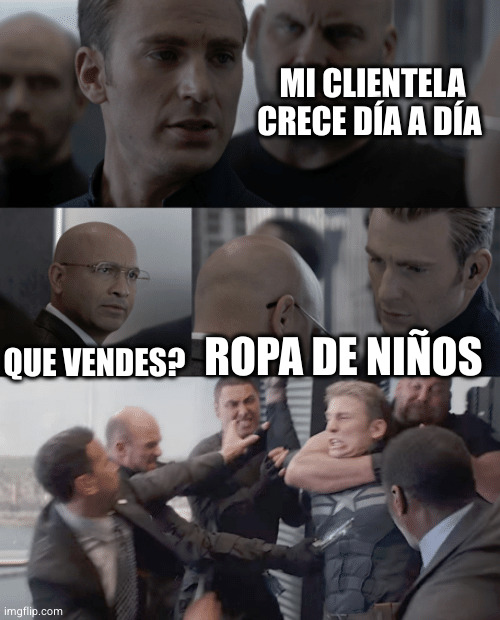 MI CLIENTELA
CRECE DÍA A DÍA
QUE VENDES?
ROPA DE NIÑOS
imgflip.com